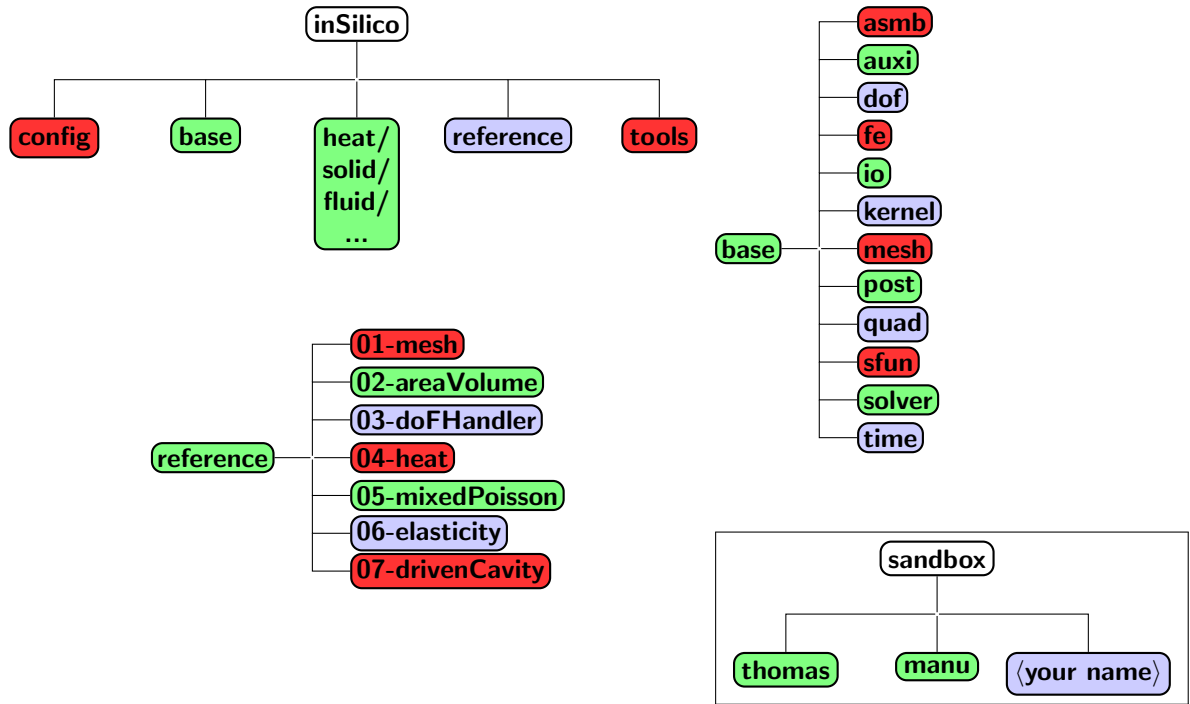 inSilico
config
base
heat/
solid/
fluid/
...
reference
tools
base
asmb
auxi
dof
fe
io
kernel
mesh
post
quad
sfun
solver
time
reference
01-mesh
02-areaVolume
03-doFHandler
04-heat
05-mixedPoisson
06-elasticity
07-drivenCavity
sandbox
thomas
manu
⟨your name⟩